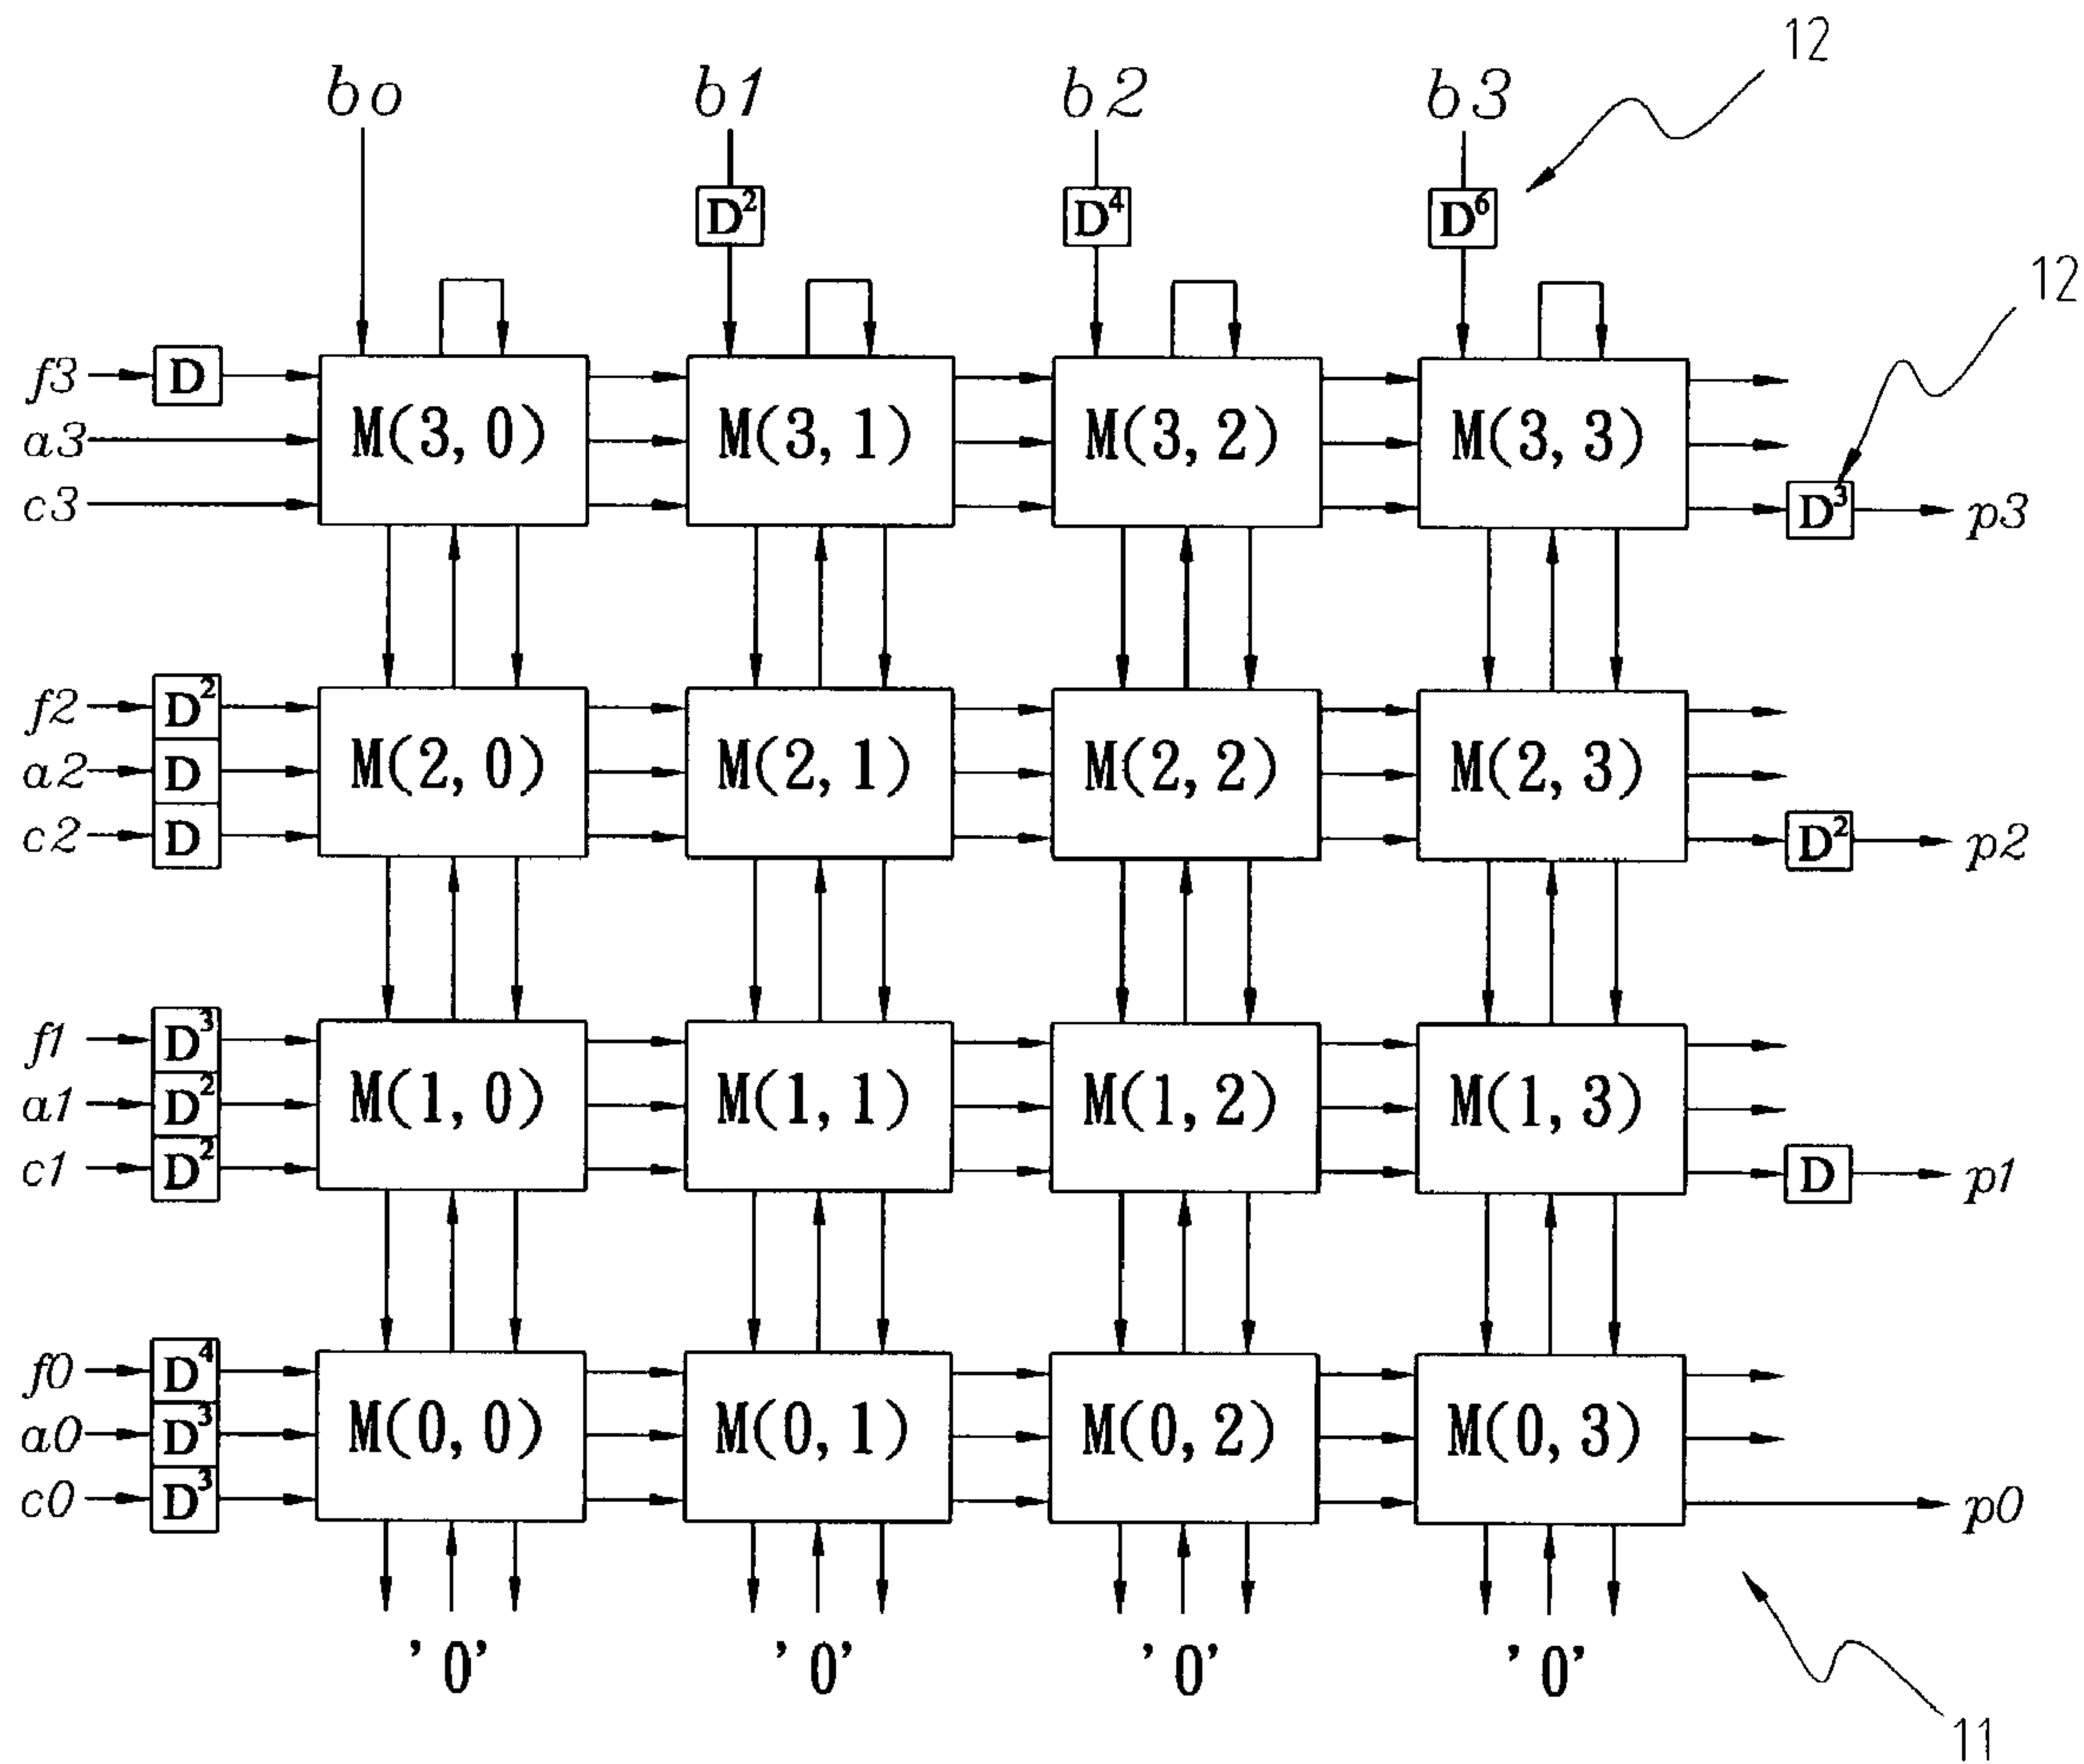 12
bo b1 b2 b3
D² D⁴ D⁶
12
f3 D
a3 M(3, 0) M(3, 1) M(3, 2) M(3, 3)
c3 D³ p3
f2 D²
a2 D M(2, 0) M(2, 1) M(2, 2) M(2, 3)
c2 D D² p2
f1 D³
a1 D² M(1, 0) M(1, 1) M(1, 2) M(1, 3)
c1 D² D p1
f0 D⁴
a0 D³ M(0, 0) M(0, 1) M(0, 2) M(0, 3)
c0 D³ p0
'0' '0' '0' '0'
11